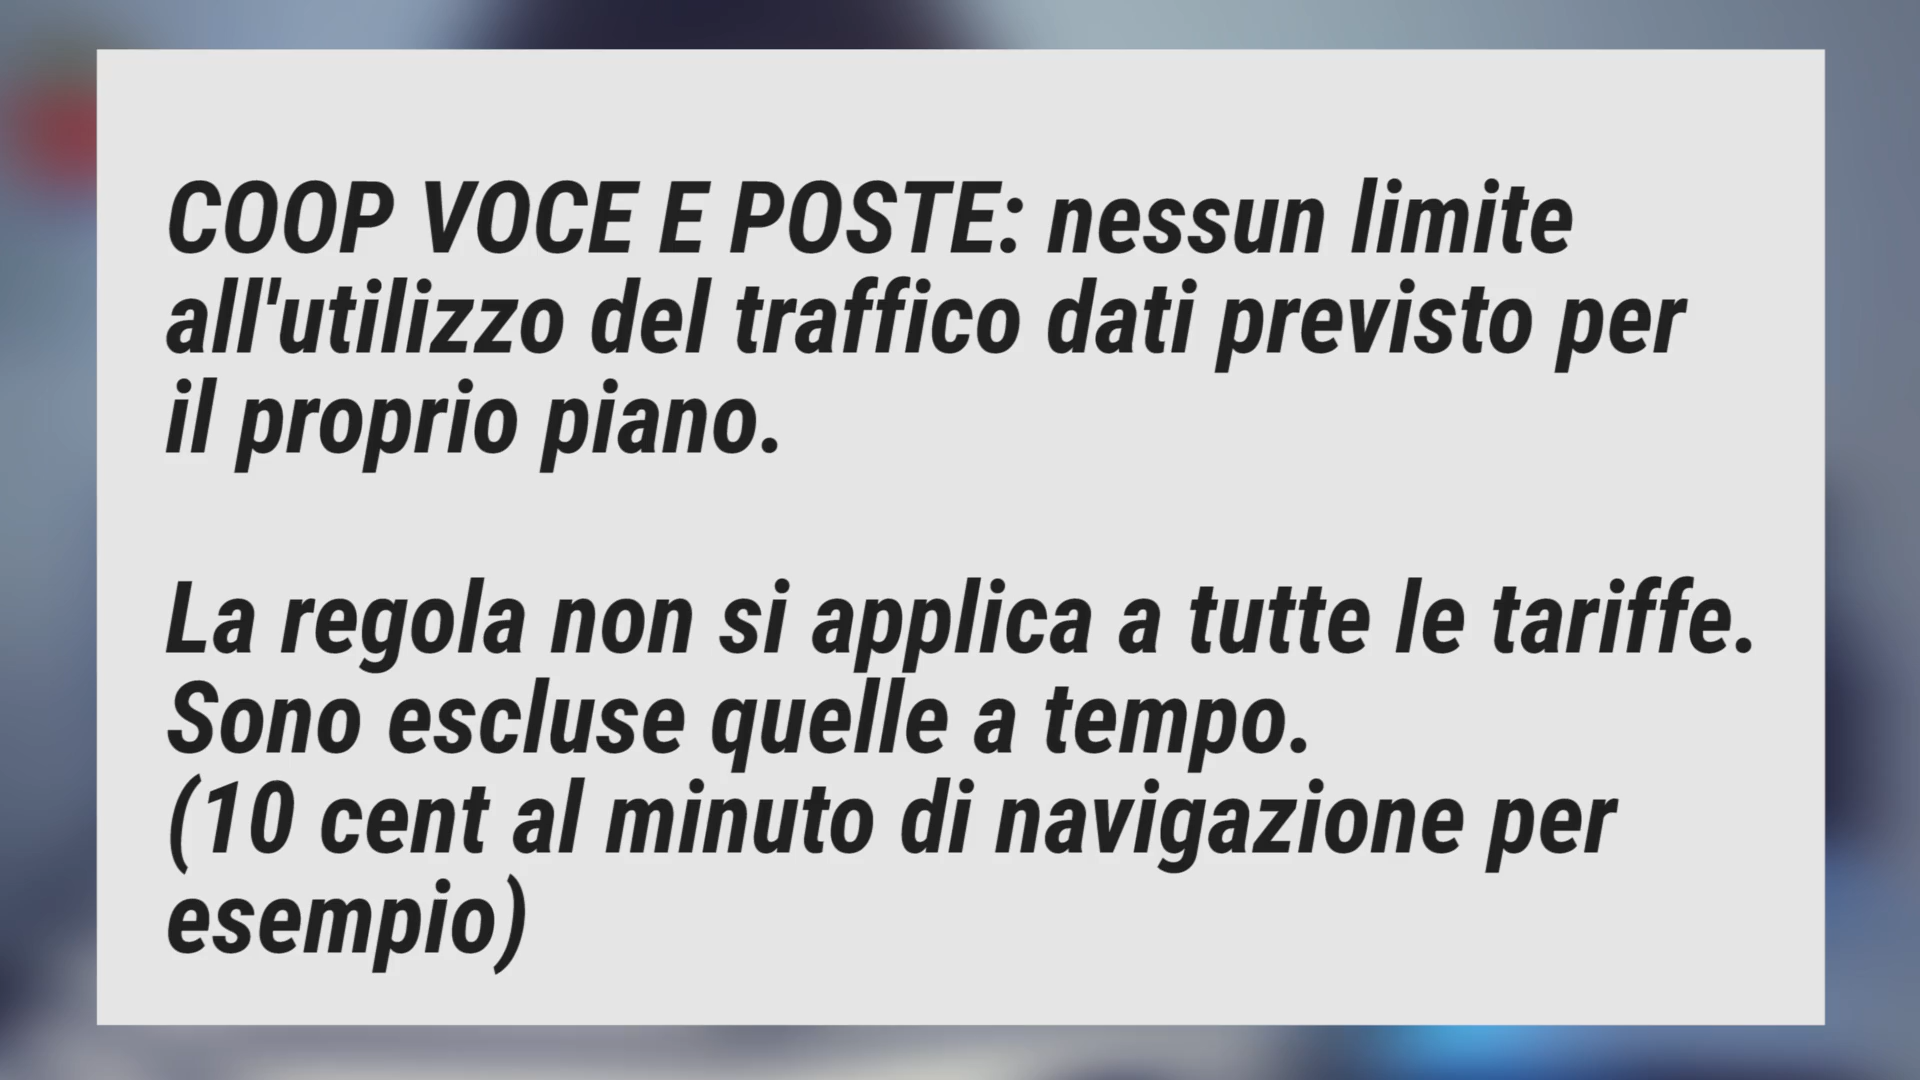 COOP VOCE E POSTE: nessun limite
all'utilizzo del traffico dati previsto per
il proprio piano.
La regola non si applica a tutte le tariffe.
Sono escluse quelle a tempo.
(10 cent al minuto di navigazione per
esempio)